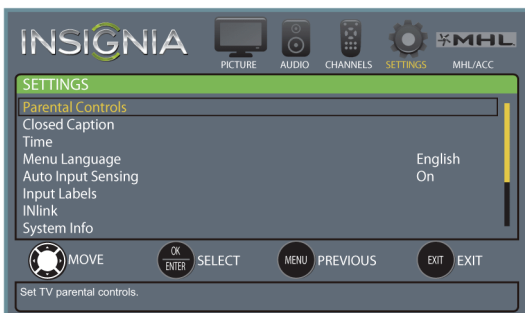 INSIGNIA
PICTURE AUDIO CHANNELS SETTINGS MHL MHL/ACC
SETTINGS
Parental Controls
Closed Caption
Time
Menu Language English
Auto Input Sensing On
Input Labels
INlink
System Info
MOVE OK ENTER SELECT MENU PREVIOUS EXIT EXIT
Set TV parental controls.